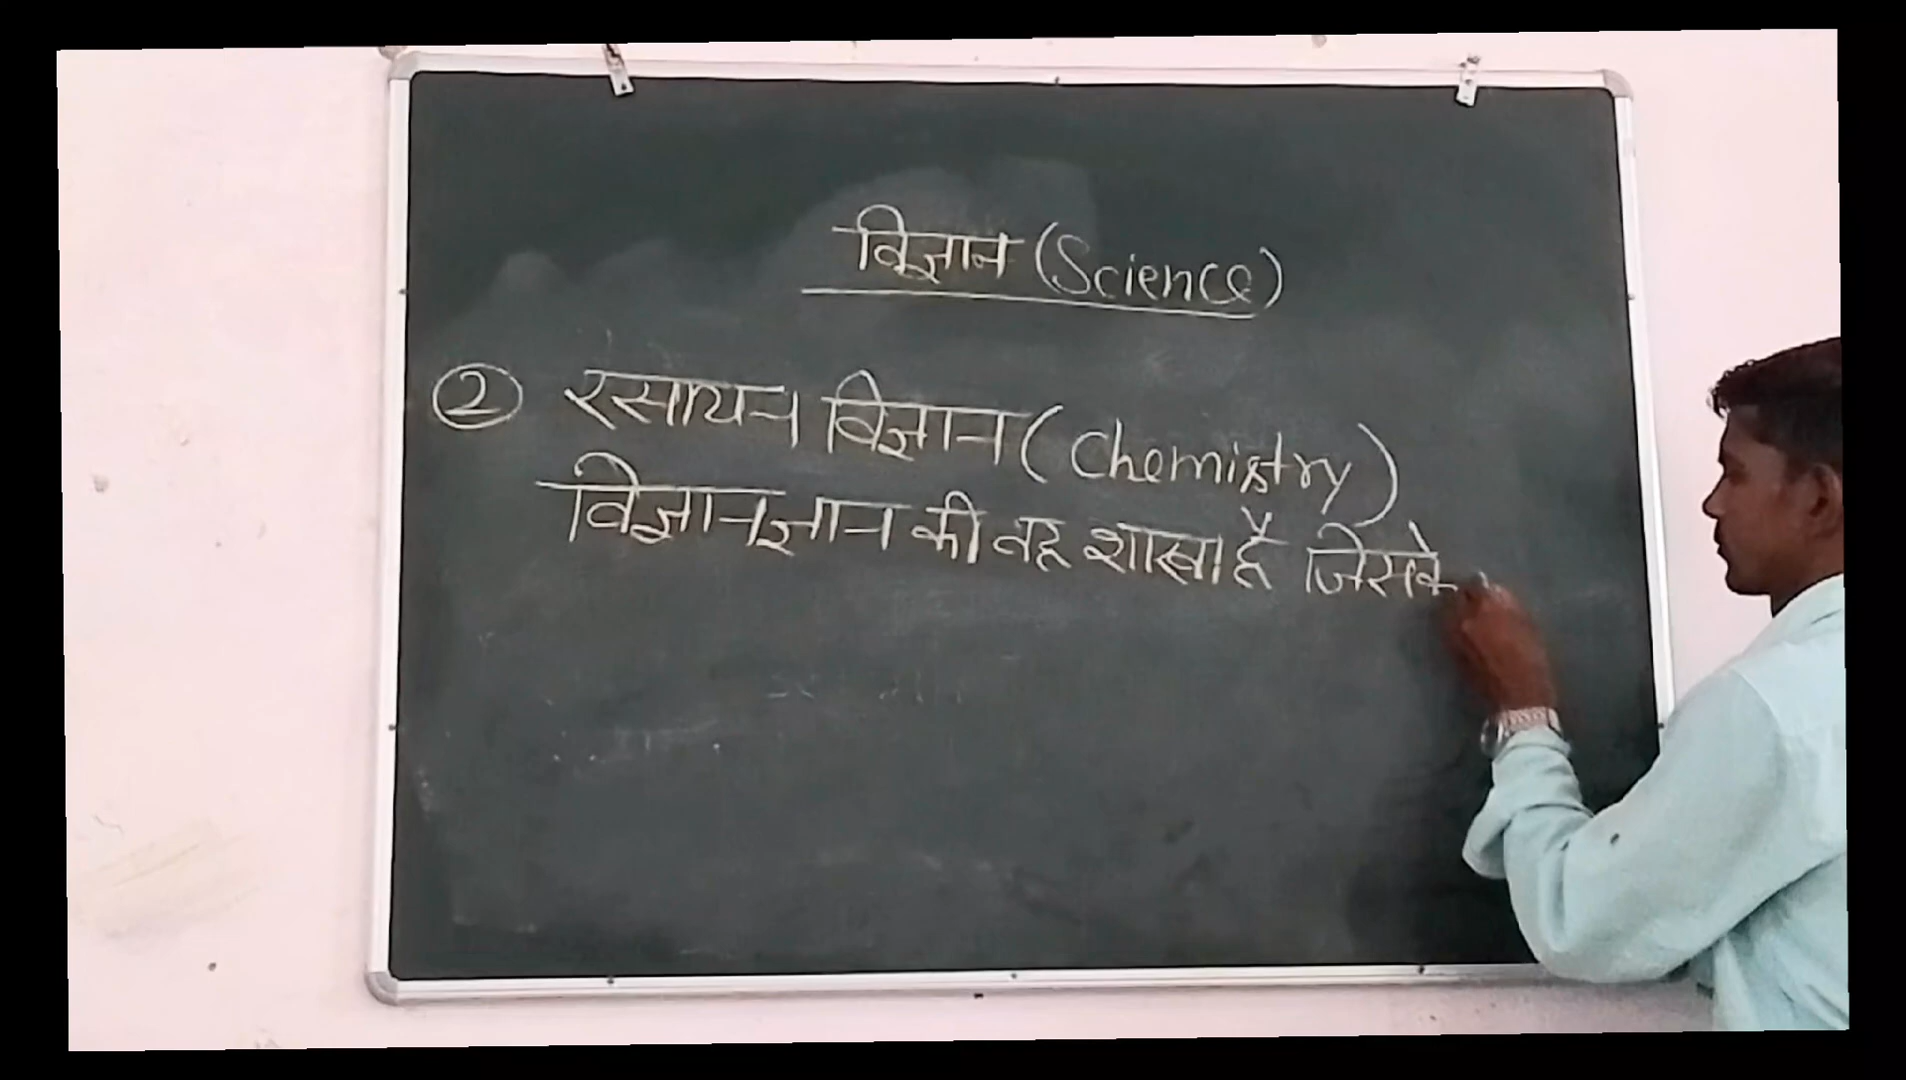 विज्ञान (Science)
② रसायन विज्ञान ( Chemistry )
विज्ञान ज्ञान की वह शाखा है जिसके